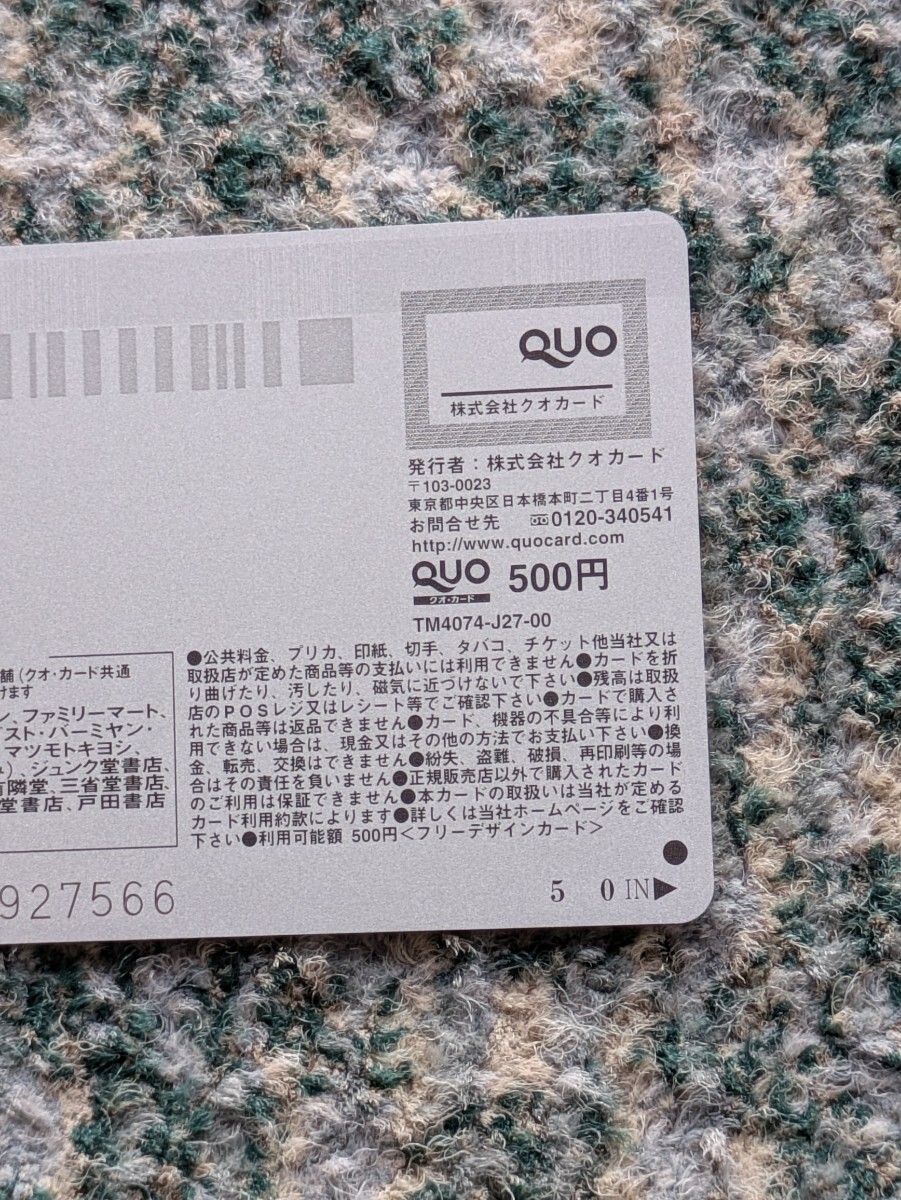 QUO
株式会社クオカード
発行者：株式会社クオカード
〒103-0023
東京都中央区日本橋本町二丁目4番1号
お問合せ先 0120-340541
http://www.quocard.com
QUO 500円
クオ・カード
TM4074-J27-00
舗（クオ・カード共通
けます
ン、ファミリーマート、
スト・バーミヤン・
マツモトキヨシ、
）ジュンク堂書店、
隣堂、三省堂書店、
堂書店、戸田書店
●公共料金、プリカ、印紙、切手、タバコ、チケット他当社又は
取扱店が定めた商品等の支払いには利用できません●カードを折
り曲げたり、汚したり、磁気に近づけないで下さい●残高は取扱
店のPOSレジ又はレシート等でご確認下さい●カードで購入さ
れた商品等は返品できません●カード、機器の不具合等により利
用できない場合は、現金又はその他の方法でお支払い下さい●換
金、転売、交換はできません●紛失、盗難、破損、再印刷等の場
合はその責任を負いません●正規販売店以外で購入されたカード
のご利用は保証できません●本カードの取扱いは当社が定める
カード利用約款によります●詳しくは当社ホームページをご確認
下さい●利用可能額 500円＜フリーデザインカード＞
927566
5 0 IN▶